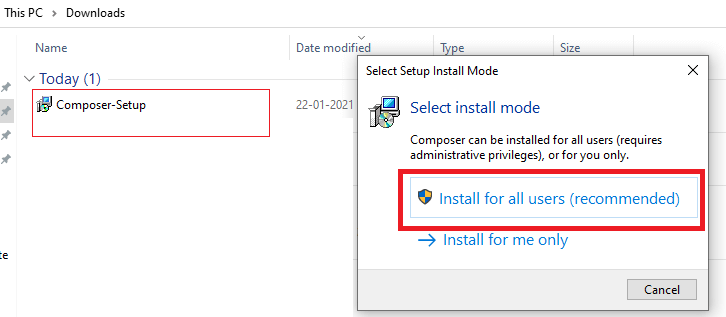 This PC > Downloads
Name Date modified Type Size
Today (1)
Composer-Setup 22-01-2021
Select Setup Install Mode
Select install mode
Composer can be installed for all users (requires
administrative privileges), or for you only.
Install for all users (recommended)
Install for me only
te
Cancel